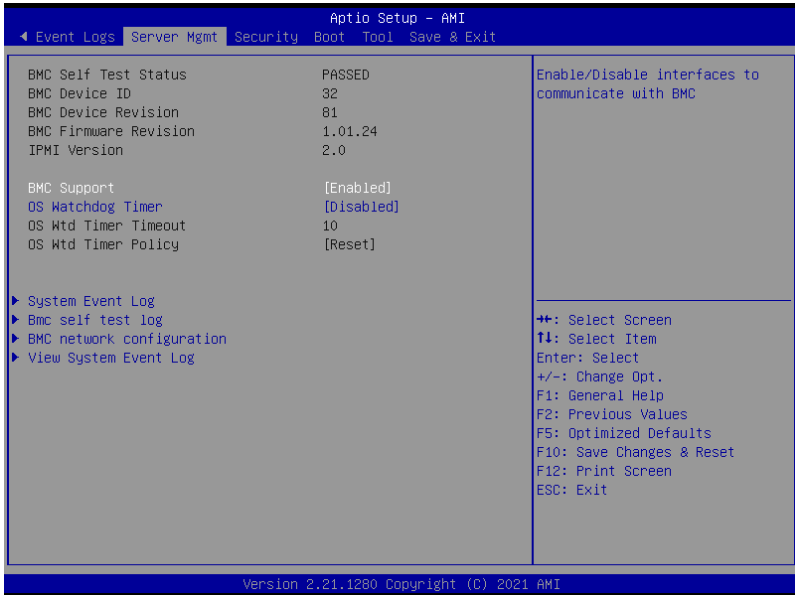 Aptio Setup - AMI
Event Logs Server Mgmt Security Boot Tool Save & Exit
BMC Self Test Status PASSED
BMC Device ID 32
BMC Device Revision 81
BMC Firmware Revision 1.01.24
IPMI Version 2.0
BMC Support [Enabled]
OS Watchdog Timer [Disabled]
OS Wtd Timer Timeout 10
OS Wtd Timer Policy [Reset]
System Event Log
Bmc self test log
BMC network configuration
View System Event Log
Enable/Disable interfaces to
communicate with BMC
→←: Select Screen
↑↓: Select Item
Enter: Select
+/-: Change Opt.
F1: General Help
F2: Previous Values
F5: Optimized Defaults
F10: Save Changes & Reset
F12: Print Screen
ESC: Exit
Version 2.21.1280 Copyright (C) 2021 AMI